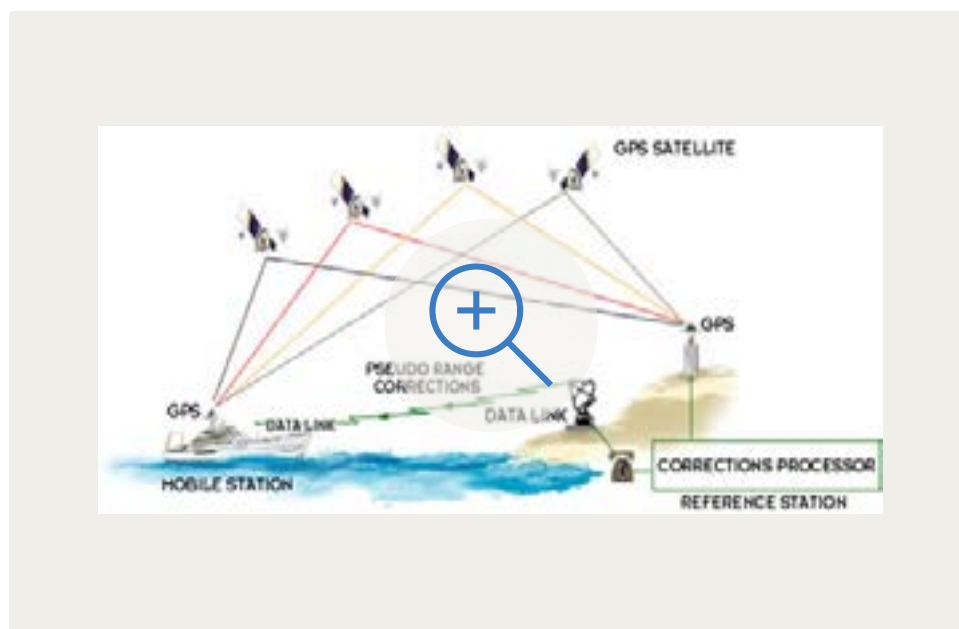 GPS SATELLITE
GPS
PSEUDO RANGE
CORRECTIONS
GPS
DATA LINK
DATA LINK
CORRECTIONS PROCESSOR
MOBILE STATION
REFERENCE STATION